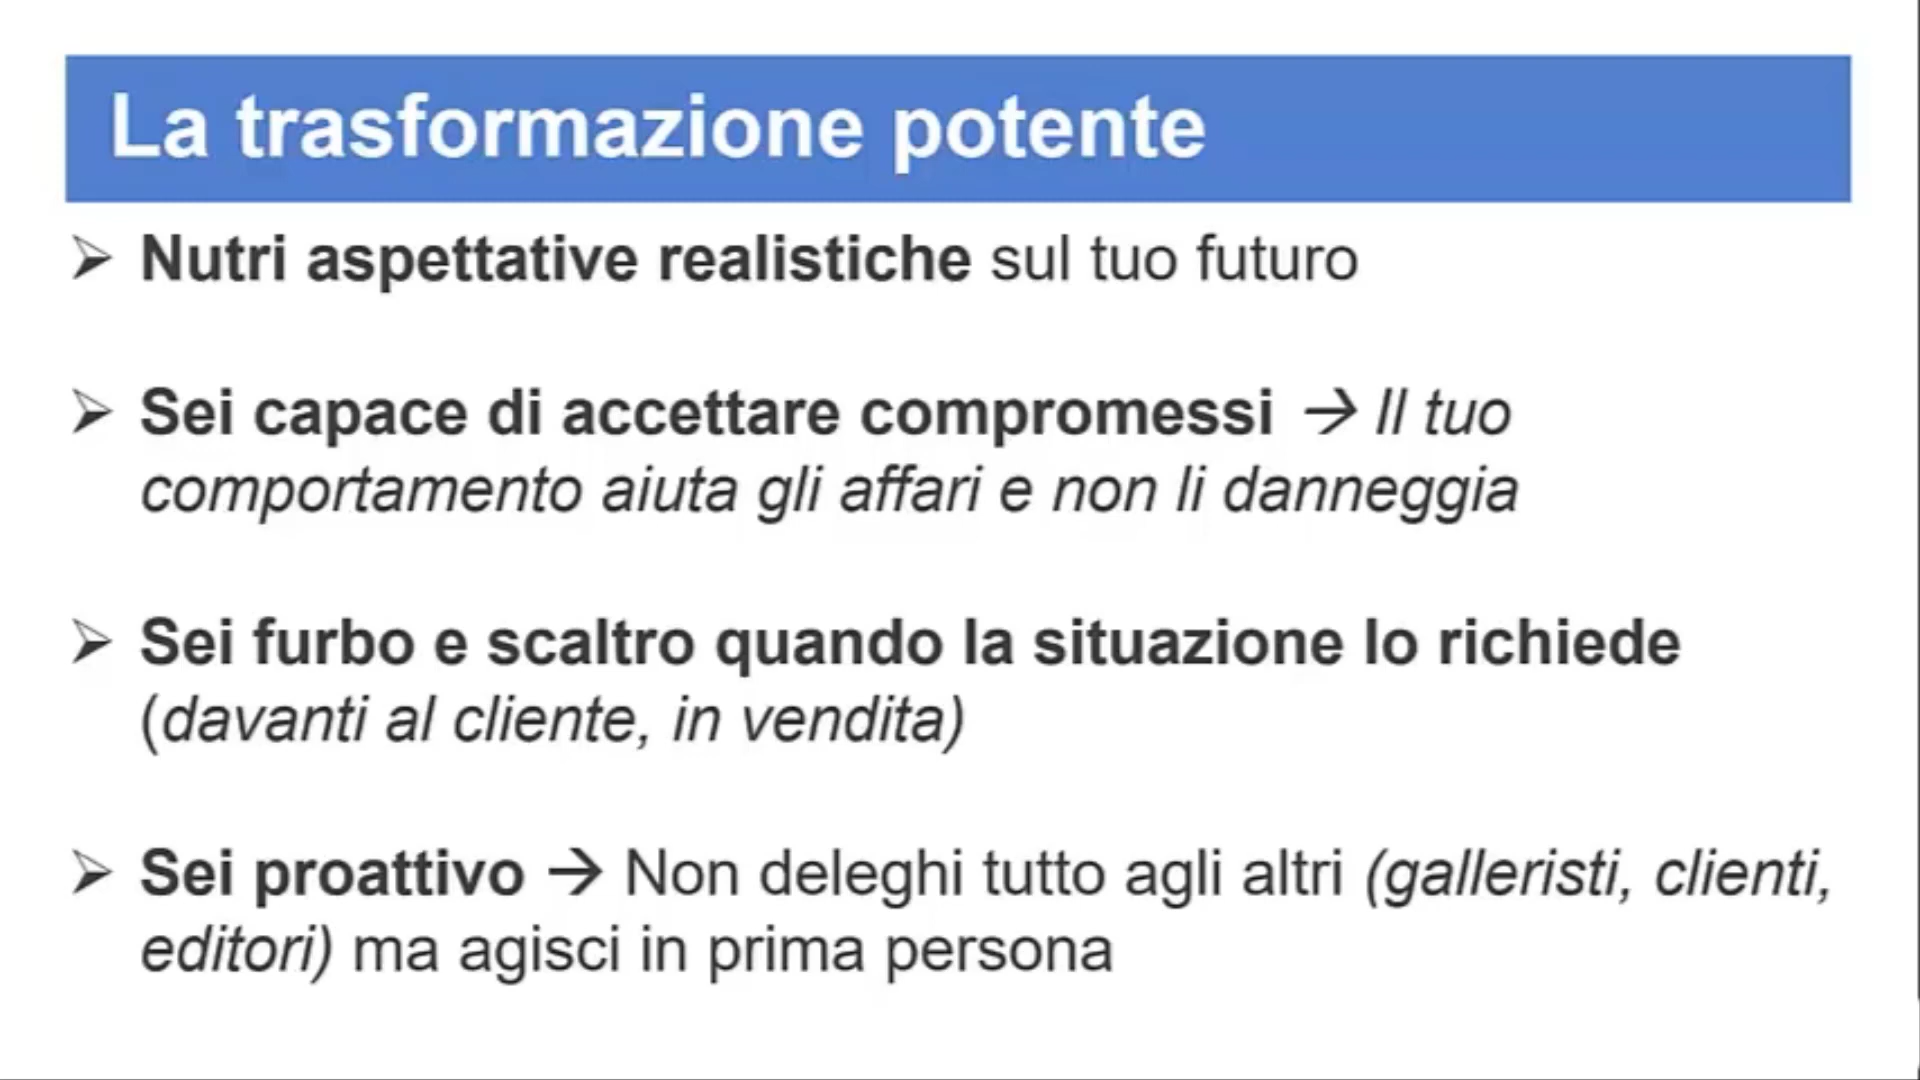 La trasformazione potente
➢ Nutri aspettative realistiche sul tuo futuro
➢ Sei capace di accettare compromessi → Il tuo
comportamento aiuta gli affari e non li danneggia
➢ Sei furbo e scaltro quando la situazione lo richiede
(davanti al cliente, in vendita)
➢ Sei proattivo → Non deleghi tutto agli altri (galleristi, clienti,
editori) ma agisci in prima persona